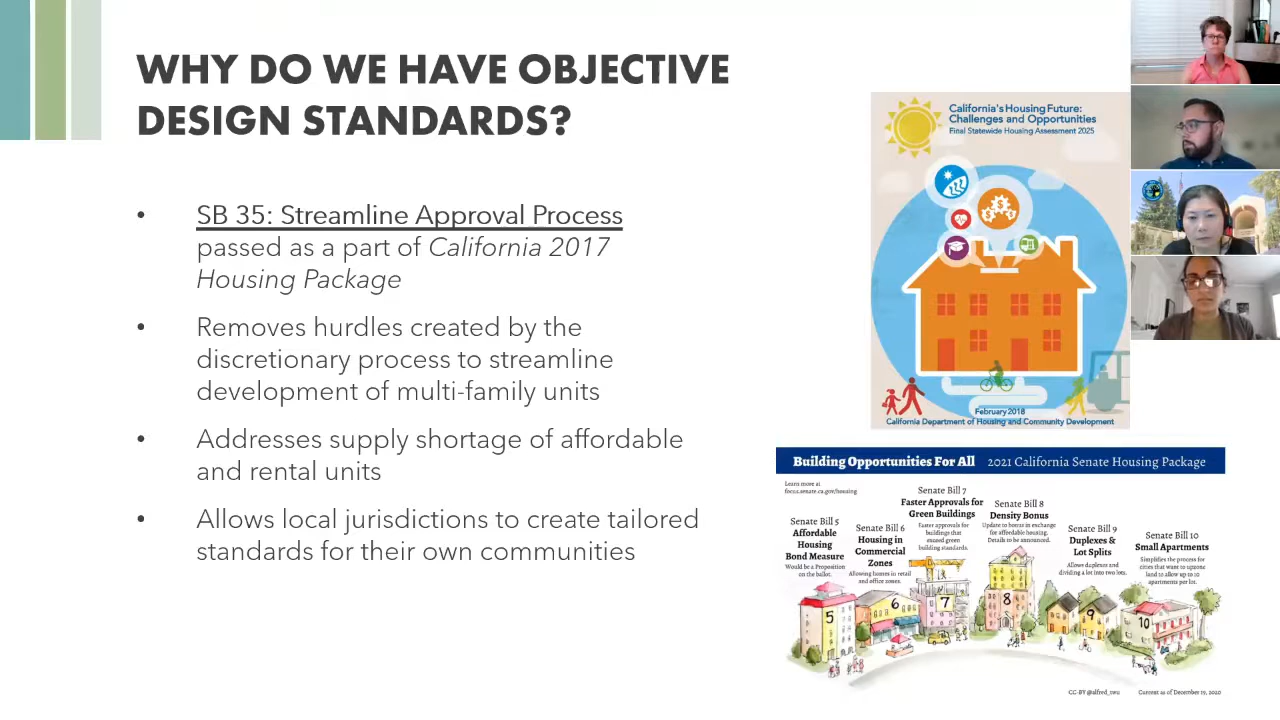 WHY DO WE HAVE OBJECTIVE
DESIGN STANDARDS?
• SB 35: Streamline Approval Process
passed as a part of California 2017
Housing Package
• Removes hurdles created by the
discretionary process to streamline
development of multi-family units
• Addresses supply shortage of affordable
and rental units
• Allows local jurisdictions to create tailored
standards for their own communities
California's Housing Future:
Challenges and Opportunities
Final Statewide Housing Assessment 2025
February 2018
California Department of Housing and Community Development
Building Opportunities For All 2021 California Senate Housing Package
Learn more at
focus.senate.ca.gov/housing
Senate Bill 5
Affordable
Housing
Bond Measure
Would be a Proposition
on the ballot.
Senate Bill 6
Housing in
Commercial
Zones
Allowing homes in retail
and office zones.
Senate Bill 7
Faster Approvals for
Green Buildings
Faster approvals for
buildings that
exceed green
building standards.
Senate Bill 8
Density Bonus
Update to bonus in exchange
for affordable housing.
Details to be announced.
Senate Bill 9
Duplexes &
Lot Splits
Allows duplexes and
dividing a lot into two lots.
Senate Bill 10
Small Apartments
Simplifies the process for
cities that want to upzone
land to allow up to 10
apartments per lot.
5
6
7
8
9
10
CC-BY @alfred_twu
Current as of December 19, 2020